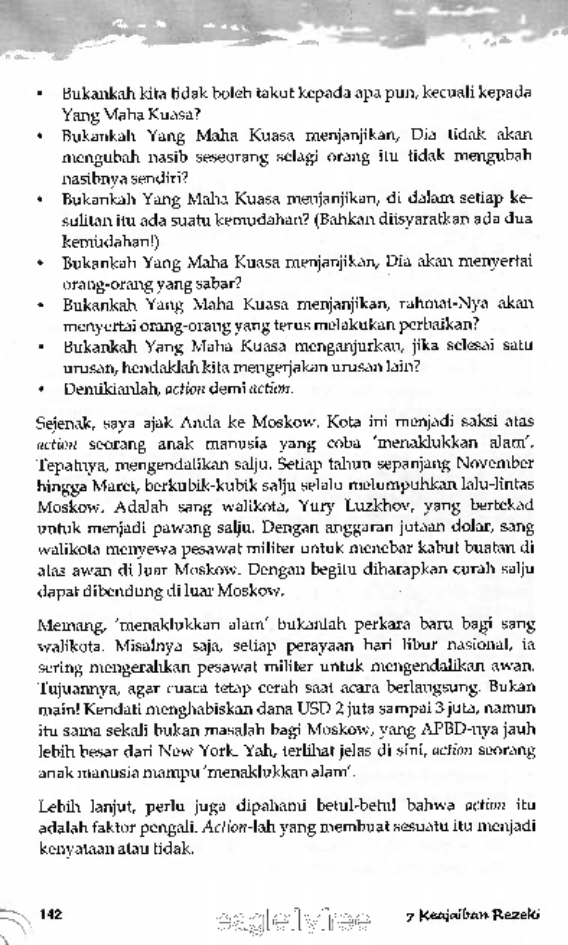 • Bukankah kita tidak boleh takut kepada apa pun, kecuali kepada
Yang Maha Kuasa?
• Bukankah Yang Maha Kuasa menjanjikan, Dia tidak akan
mengubah nasib seseorang selagi orang itu tidak mengubah
nasibnya sendiri?
• Bukankah Yang Maha Kuasa menjanjikan, di dalam setiap ke-
sulitan itu ada suatu kemudahan? (Bahkan diisyaratkan ada dua
kemudahan!)
• Bukankah Yang Maha Kuasa menjanjikan, Dia akan menyertai
orang-orang yang sabar?
• Bukankah Yang Maha Kuasa menjanjikan, rahmat-Nya akan
menyertai orang-orang yang terus melakukan perbaikan?
• Bukankah Yang Maha Kuasa menganjurkan, jika selesai satu
urusan, hendaklah kita mengerjakan urusan lain?
• Demikianlah, action demi action.
Sejenak, saya ajak Anda ke Moskow. Kota ini menjadi saksi atas
action seorang anak manusia yang coba 'menaklukkan alam'.
Tepatnya, mengendalikan salju. Setiap tahun sepanjang November
hingga Maret, berkubik-kubik salju selalu melumpuhkan lalu-lintas
Moskow. Adalah sang walikota, Yury Luzkhov, yang bertekad
untuk menjadi pawang salju. Dengan anggaran jutaan dolar, sang
walikota menyewa pesawat militer untuk menebar kabut buatan di
atas awan di luar Moskow. Dengan begitu diharapkan curah salju
dapat dibendung di luar Moskow.
Memang, 'menaklukkan alam' bukanlah perkara baru bagi sang
walikota. Misalnya saja, setiap perayaan hari libur nasional, ia
sering mengerahkan pesawat militer untuk mengendalikan awan.
Tujuannya, agar cuaca tetap cerah saat acara berlangsung. Bukan
main! Kendati menghabiskan dana USD 2 juta sampai 3 juta, namun
itu sama sekali bukan masalah bagi Moskow, yang APBD-nya jauh
lebih besar dari New York. Yah, terlihat jelas di sini, action seorang
anak manusia mampu 'menaklukkan alam'.
Lebih lanjut, perlu juga dipahami betul-betul bahwa action itu
adalah faktor pengali. Action-lah yang membuat sesuatu itu menjadi
kenyataan atau tidak.
142 eaglefyfree 7 Keajaiban Rezeki